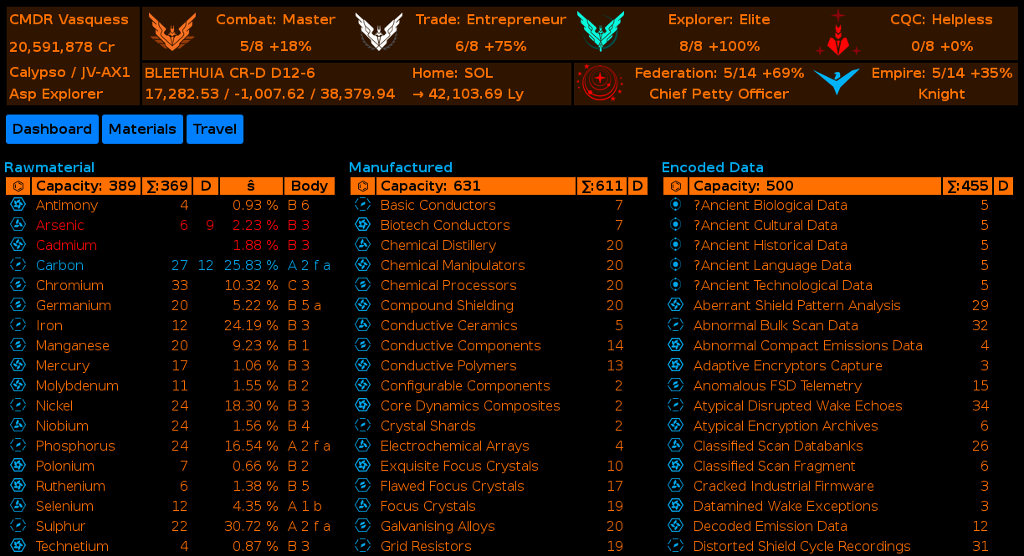 CMDR Vasquess Combat: Master Trade: Entrepreneur Explorer: Elite CQC: Helpless
20,591,878 Cr 5/8 +18% 6/8 +75% 8/8 +100% 0/8 +0%
Calypso / JV-AX1 BLEETHUIA CR-D D12-6 Home: SOL Federation: 5/14 +69% Empire: 5/14 +35%
Asp Explorer 17,282.53 / -1,007.62 / 38,379.94 → 42,103.69 Ly Chief Petty Officer Knight
Dashboard Materials Travel
Rawmaterial
Capacity: 389 ∑:369 D ŝ Body
Antimony 4 0.93 % B 6
Arsenic 6 9 2.23 % B 3
Cadmium 1.88 % B 3
Carbon 27 12 25.83 % A 2 f a
Chromium 33 10.32 % C 3
Germanium 20 5.22 % B 5 a
Iron 12 24.19 % B 3
Manganese 20 9.23 % B 1
Mercury 17 1.06 % B 3
Molybdenum 11 1.55 % B 2
Nickel 24 18.30 % B 3
Niobium 24 1.56 % B 4
Phosphorus 24 16.54 % A 2 f a
Polonium 7 0.66 % B 2
Ruthenium 6 1.38 % B 5
Selenium 12 4.35 % A 1 b
Sulphur 22 30.72 % A 2 f a
Technetium 4 0.87 % B 3
Manufactured
Capacity: 631 ∑:611 D
Basic Conductors 7
Biotech Conductors 7
Chemical Distillery 20
Chemical Manipulators 20
Chemical Processors 20
Compound Shielding 20
Conductive Ceramics 5
Conductive Components 14
Conductive Polymers 13
Configurable Components 2
Core Dynamics Composites 2
Crystal Shards 2
Electrochemical Arrays 4
Exquisite Focus Crystals 10
Flawed Focus Crystals 17
Focus Crystals 19
Galvanising Alloys 20
Grid Resistors 19
Encoded Data
Capacity: 500 ∑:455 D
?Ancient Biological Data 5
?Ancient Cultural Data 5
?Ancient Historical Data 5
?Ancient Language Data 5
?Ancient Technological Data 5
Aberrant Shield Pattern Analysis 29
Abnormal Bulk Scan Data 32
Abnormal Compact Emissions Data 4
Adaptive Encryptors Capture 3
Anomalous FSD Telemetry 15
Atypical Disrupted Wake Echoes 34
Atypical Encryption Archives 6
Classified Scan Databanks 26
Classified Scan Fragment 6
Cracked Industrial Firmware 3
Datamined Wake Exceptions 3
Decoded Emission Data 12
Distorted Shield Cycle Recordings 31